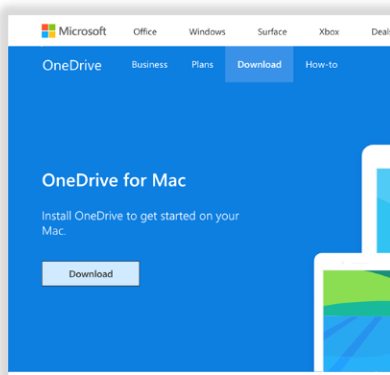 Microsoft Office Windows Surface Xbox Deals
OneDrive Business Plans Download How-to
OneDrive for Mac
Install OneDrive to get started on your
Mac.
Download